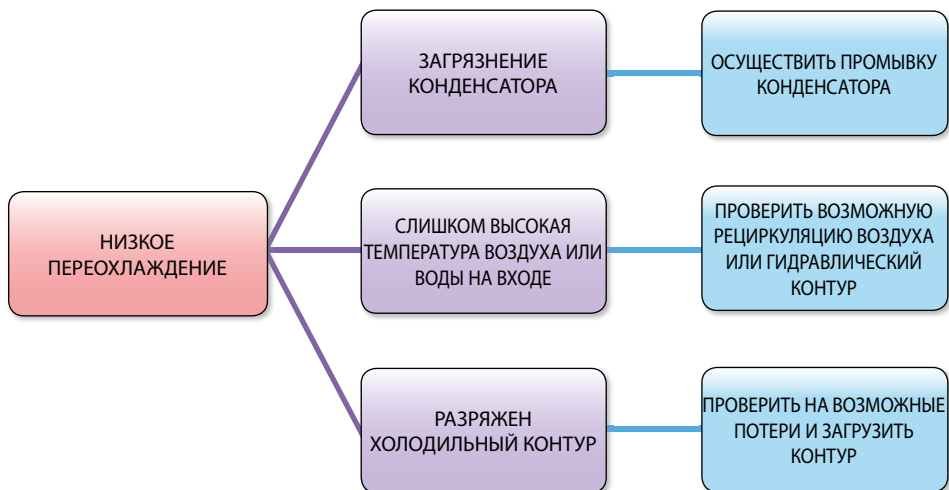 НИЗКОЕ
ПЕРЕОХЛАЖДЕНИЕ
ЗАГРЯЗНЕНИЕ
КОНДЕНСАТОРА
ОСУЩЕСТВИТЬ ПРОМЫВКУ
КОНДЕНСАТОРА
СЛИШКОМ ВЫСОКАЯ
ТЕМПЕРАТУРА ВОЗДУХА ИЛИ
ВОДЫ НА ВХОДЕ
ПРОВЕРИТЬ ВОЗМОЖНУЮ
РЕЦИРКУЛЯЦИЮ ВОЗДУХА
ИЛИ ГИДРАВЛИЧЕСКИЙ
КОНТУР
РАЗРЯЖЕН
ХОЛОДИЛЬНЫЙ КОНТУР
ПРОВЕРИТЬ НА ВОЗМОЖНЫЕ
ПОТЕРИ И ЗАГРУЗИТЬ
КОНТУР